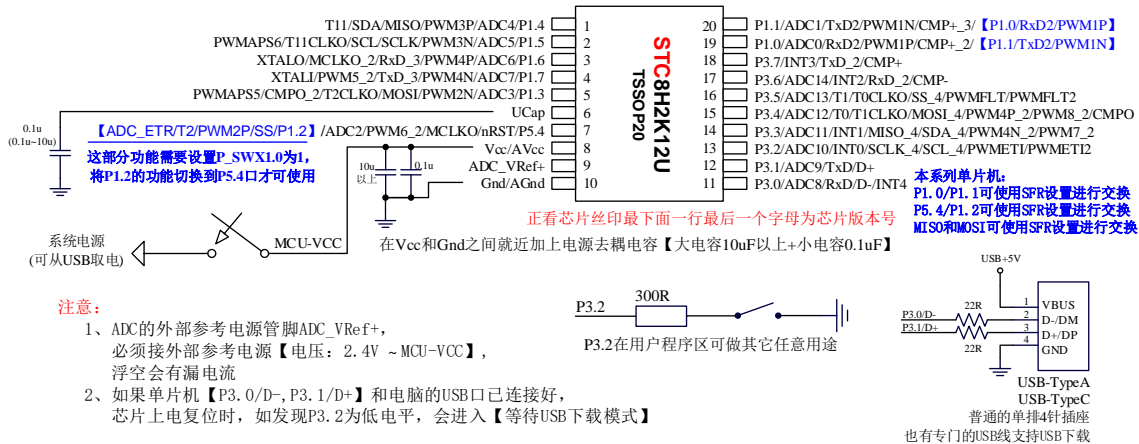 T11/SDA/MISO/PWM3P/ADC4/P1.4
PWMAPS6/T11CLKO/SCL/SCLK/PWM3N/ADC5/P1.5
XTALO/MCLKO_2/RxD_3/PWM4P/ADC6/P1.6
XTALI/PWM5_2/TxD_3/PWM4N/ADC7/P1.7
PWMAPS5/CMPO_2/T2CLKO/MOSI/PWM2N/ADC3/P1.3
UCap
【ADC_ETR/T2/PWM2P/SS/P1.2】/ADC2/PWM6_2/MCLKO/nRST/P5.4
Vcc/AVcc
ADC_VRef+
Gnd/AGnd
1
2
3
4
5
6
7
8
9
10
STC8H2K12U
TSSOP20
20
19
18
17
16
15
14
13
12
11
P1.1/ADC1/TxD2/PWM1N/CMP+_3/【P1.0/RxD2/PWM1P】
P1.0/ADC0/RxD2/PWM1P/CMP+_2/【P1.1/TxD2/PWM1N】
P3.7/INT3/TxD_2/CMP+
P3.6/ADC14/INT2/RxD_2/CMP-
P3.5/ADC13/T1/T0CLKO/SS_4/PWMFLT/PWMFLT2
P3.4/ADC12/T0/T1CLKO/MOSI_4/PWM4P_2/PWM8_2/CMPO
P3.3/ADC11/INT1/MISO_4/SDA_4/PWM4N_2/PWM7_2
P3.2/ADC10/INT0/SCLK_4/SCL_4/PWMETI/PWMETI2
P3.1/ADC9/TxD/D+
P3.0/ADC8/RxD/D-/INT4
0.1u
(0.1u~10u)
这部分功能需要设置P_SWX1.0为1，
将P1.2的功能切换到P5.4口才可使用
10u
以上
0.1u
本系列单片机：
P1.0/P1.1可使用SFR设置进行交换
P5.4/P1.2可使用SFR设置进行交换
MISO和MOSI可使用SFR设置进行交换
正看芯片丝印最下面一行最后一个字母为芯片版本号
在Vcc和Gnd之间就近加上电源去耦电容【大电容10uF以上+小电容0.1uF】
系统电源
(可从USB取电)
MCU-VCC
注意：
1、ADC的外部参考电源管脚ADC_VRef+，
必须接外部参考电源【电压：2.4V ~MCU-VCC】，
浮空会有漏电流
2、如果单片机【P3.0/D-,P3.1/D+】和电脑的USB口已连接好，
芯片上电复位时，如发现P3.2为低电平，会进入【等待USB下载模式】
P3.2
300R
P3.2在用户程序区可做其它任意用途
USB+5V
P3.0/D-
P3.1/D+
22R
22R
1
2
3
4
VBUS
D-/DM
D+/DP
GND
USB-TypeA
USB-TypeC
普通的单排4针插座
也有专门的USB线支持USB下载